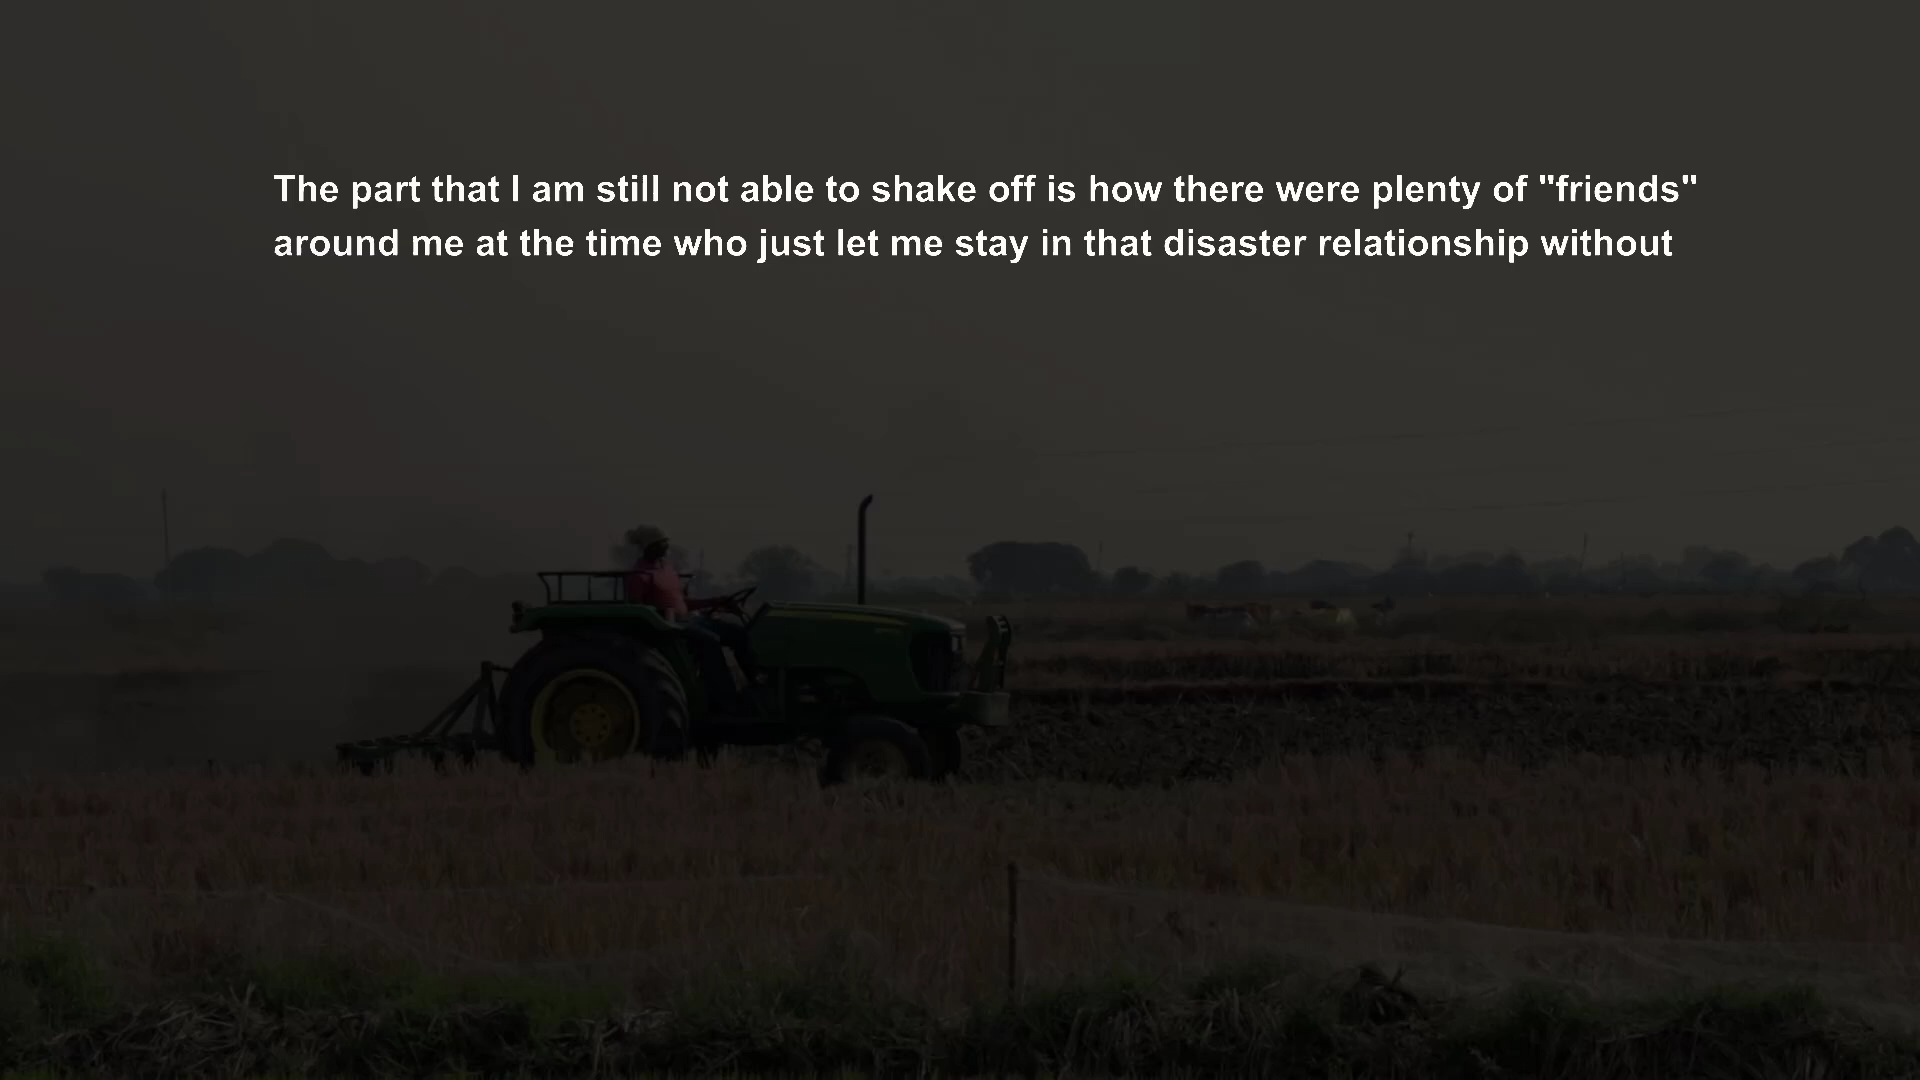 The part that I am still not able to shake off is how there were plenty of "friends"
around me at the time who just let me stay in that disaster relationship without